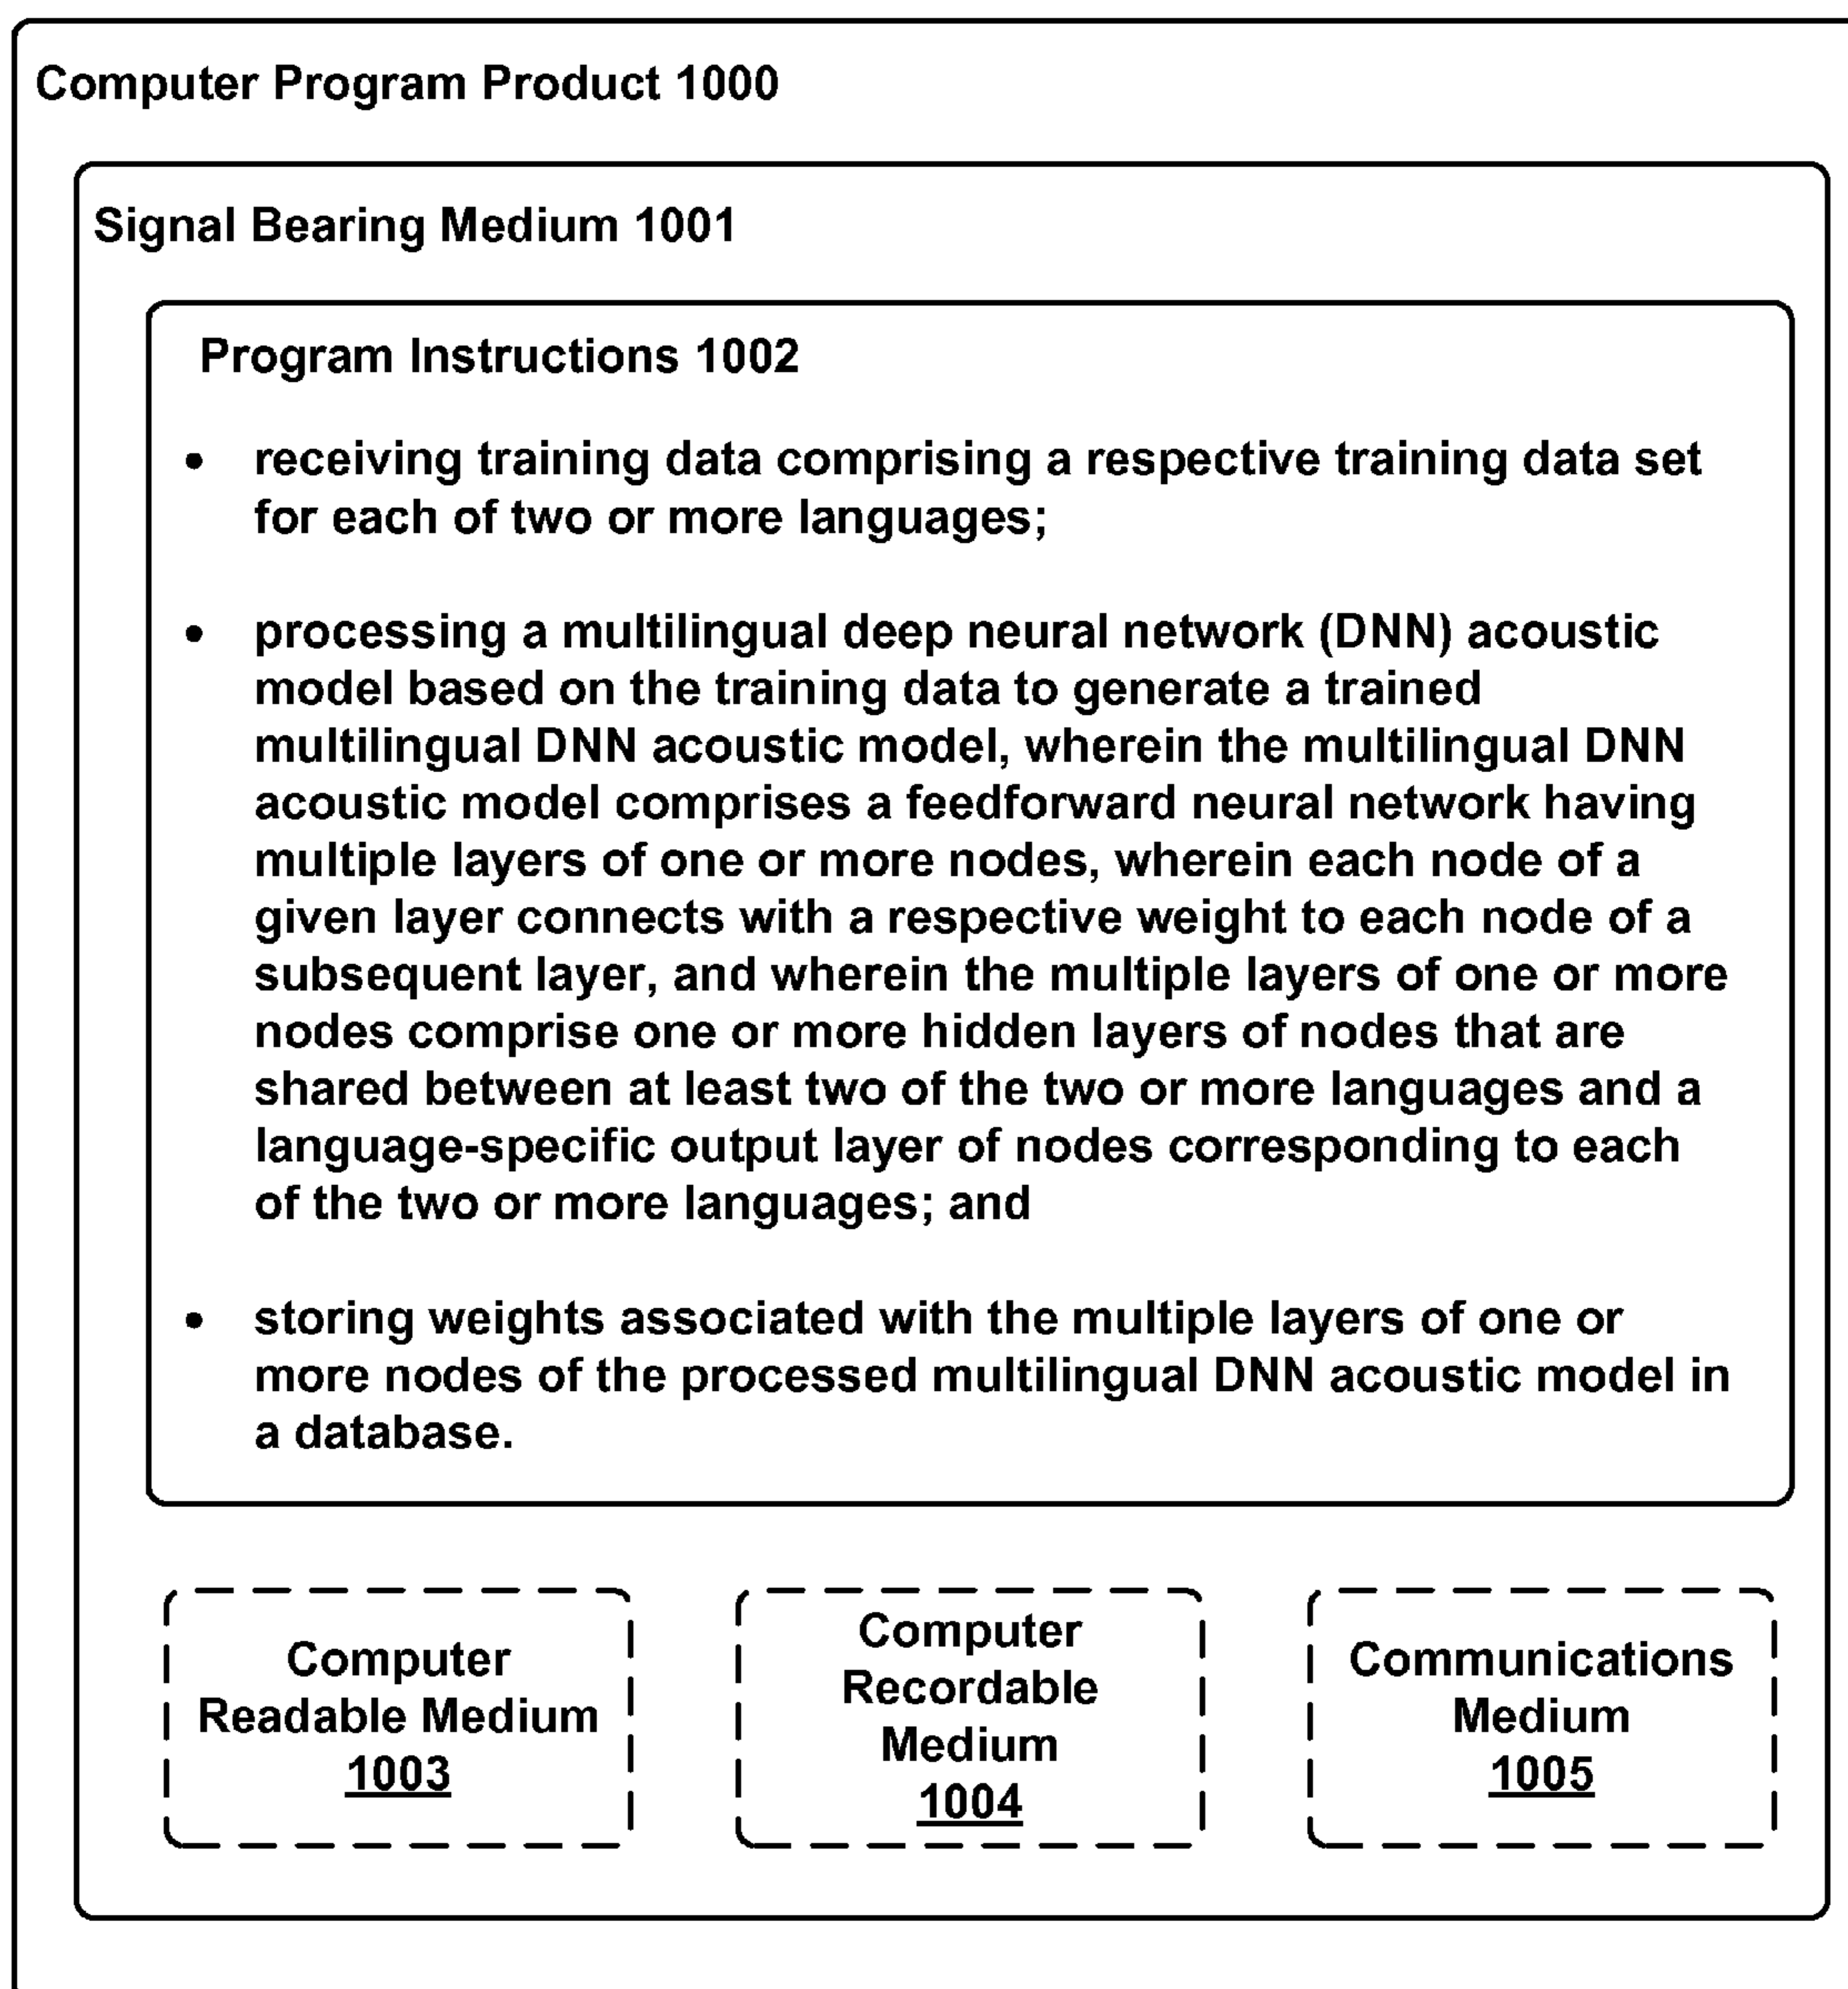 Computer Program Product 1000
Signal Bearing Medium 1001
Program Instructions 1002
• receiving training data comprising a respective training data set
for each of two or more languages;
• processing a multilingual deep neural network (DNN) acoustic
model based on the training data to generate a trained
multilingual DNN acoustic model, wherein the multilingual DNN
acoustic model comprises a feedforward neural network having
multiple layers of one or more nodes, wherein each node of a
given layer connects with a respective weight to each node of a
subsequent layer, and wherein the multiple layers of one or more
nodes comprise one or more hidden layers of nodes that are
shared between at least two of the two or more languages and a
language-specific output layer of nodes corresponding to each
of the two or more languages; and
• storing weights associated with the multiple layers of one or
more nodes of the processed multilingual DNN acoustic model in
a database.
Computer
Readable Medium
1003
Computer
Recordable
Medium
1004
Communications
Medium
1005